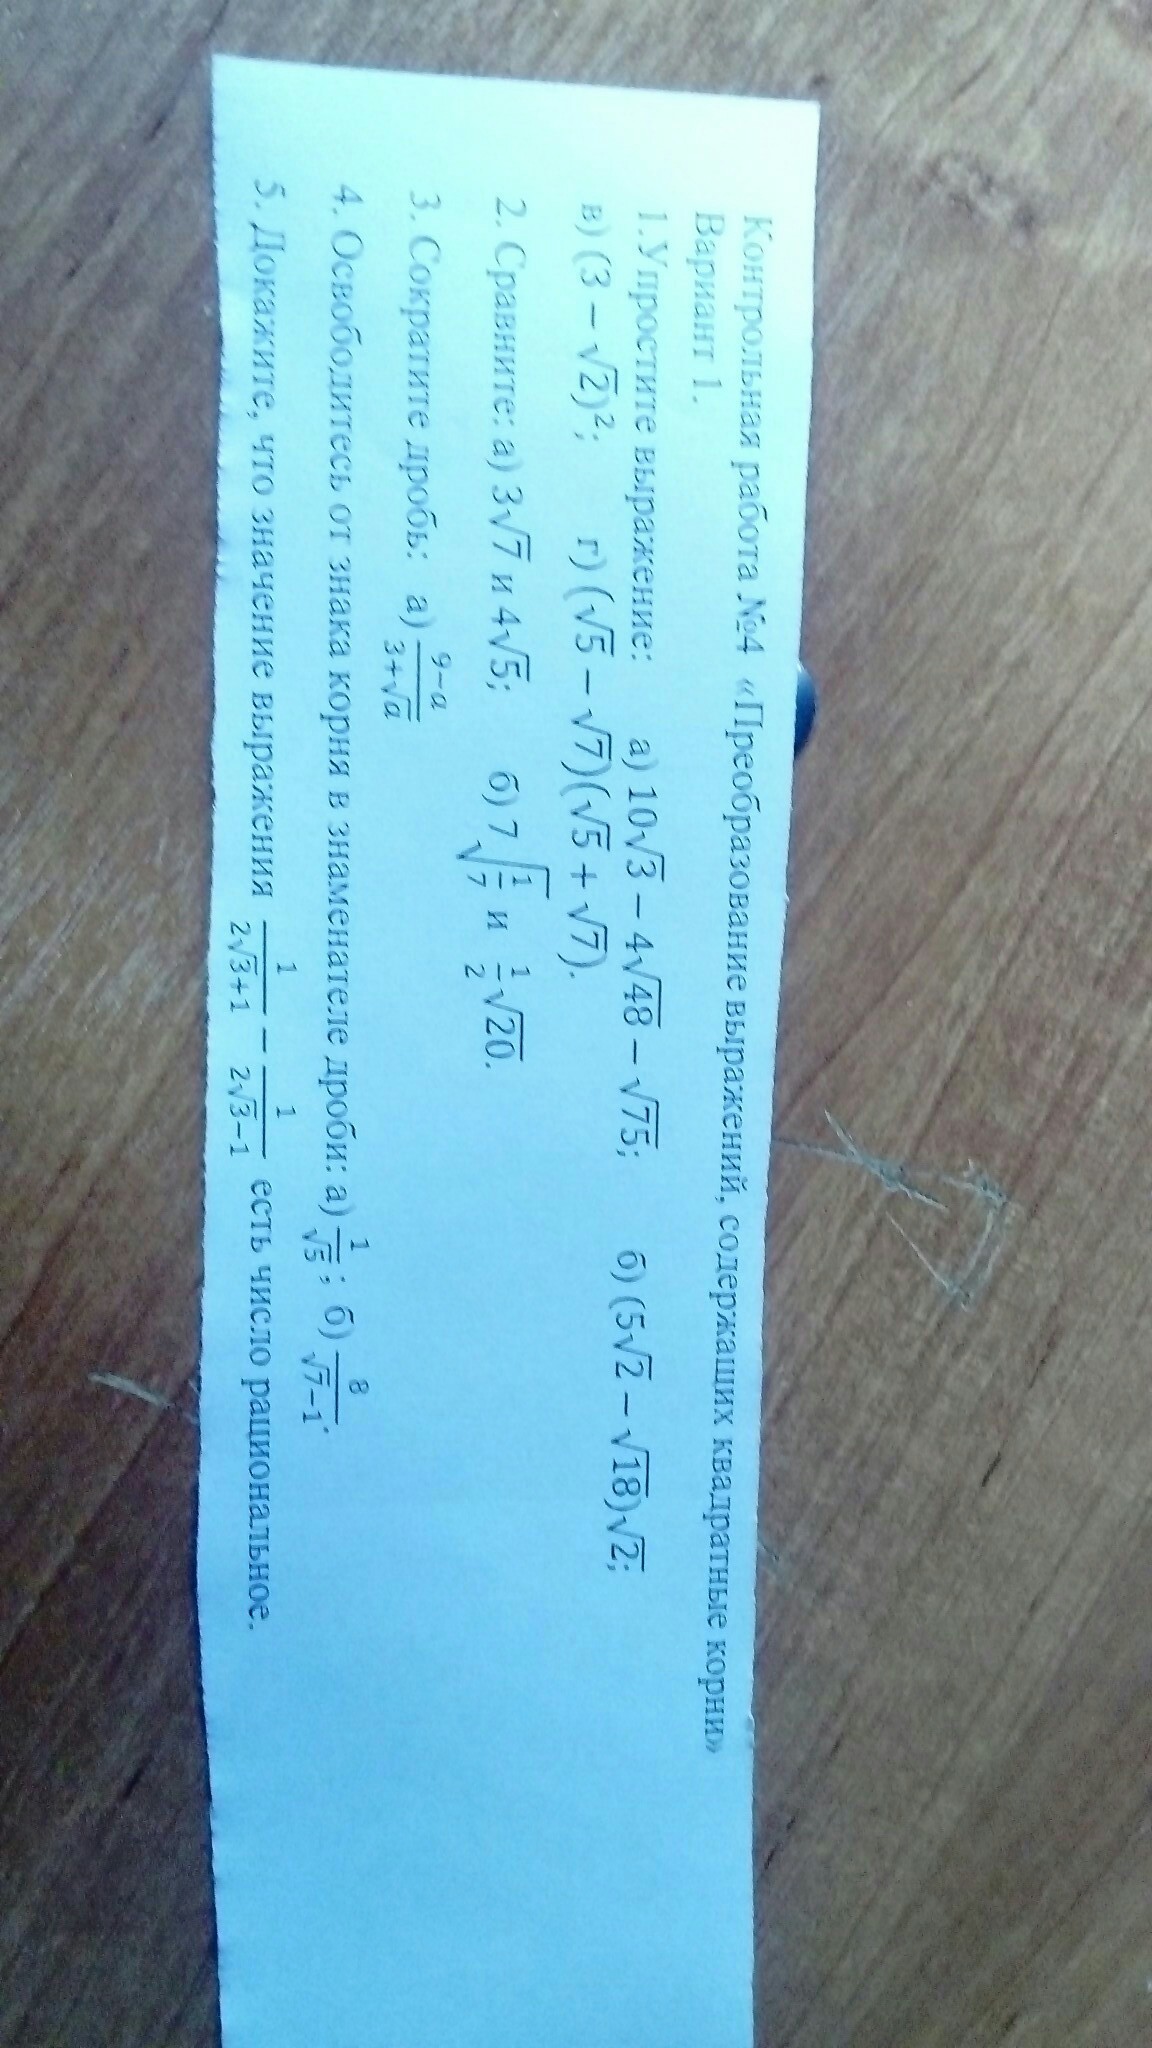 Контрольная работа №4 «Преобразование выражений, содержащих квадратные корни»
Вариант 1.
1.Упростите выражение: а) 10√3 − 4√48 − √75; б) (5√2 − √18)√2;
в) (3 − √2)²; г) (√5 − √7)(√5 + √7).
2. Сравните: а) 3√7 и 4√5; б) 7√(1/7) и 1/2√20.
3. Сократите дробь: а) (9−a)/(3+√a)
4. Освободитесь от знака корня в знаменателе дроби: а) 1/√5; б) 8/(√7−1).
5. Докажите, что значение выражения 1/(2√3+1) − 1/(2√3−1) есть число рациональное.